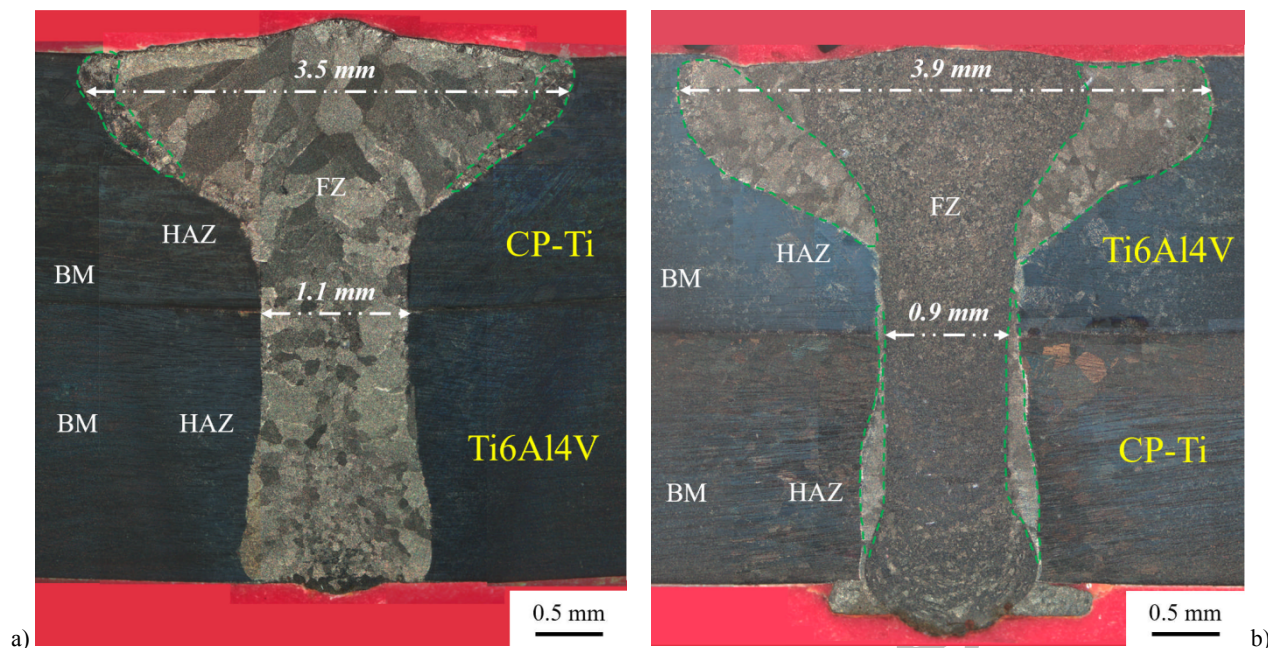 3.5 mm
FZ
HAZ
CP-Ti
BM
1.1 mm
BM
HAZ
Ti6Al4V
0.5 mm
a)
3.9 mm
FZ
HAZ
Ti6Al4V
BM
0.9 mm
CP-Ti
BM
HAZ
0.5 mm
b)